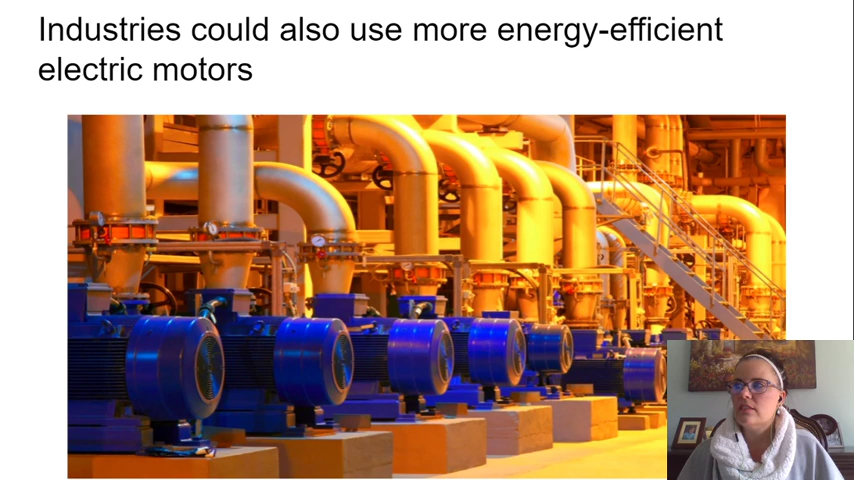 Industries could also use more energy-efficient
electric motors